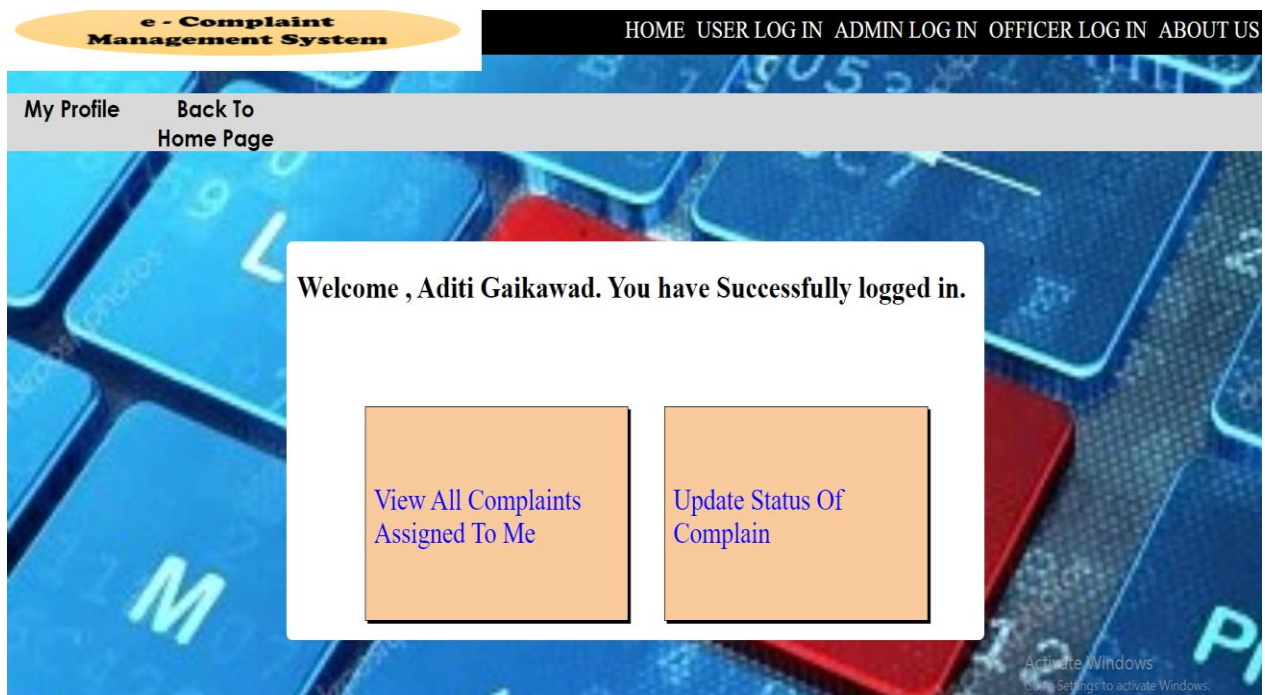 e - Complaint
Management System
HOME USER LOG IN ADMIN LOG IN OFFICER LOG IN ABOUT US
My Profile
Back To
Home Page
Welcome , Aditi Gaikawad. You have Successfully logged in.
View All Complaints
Assigned To Me
Update Status Of
Complain
L
M
Activate Windows
Go to Settings to activate Windows.